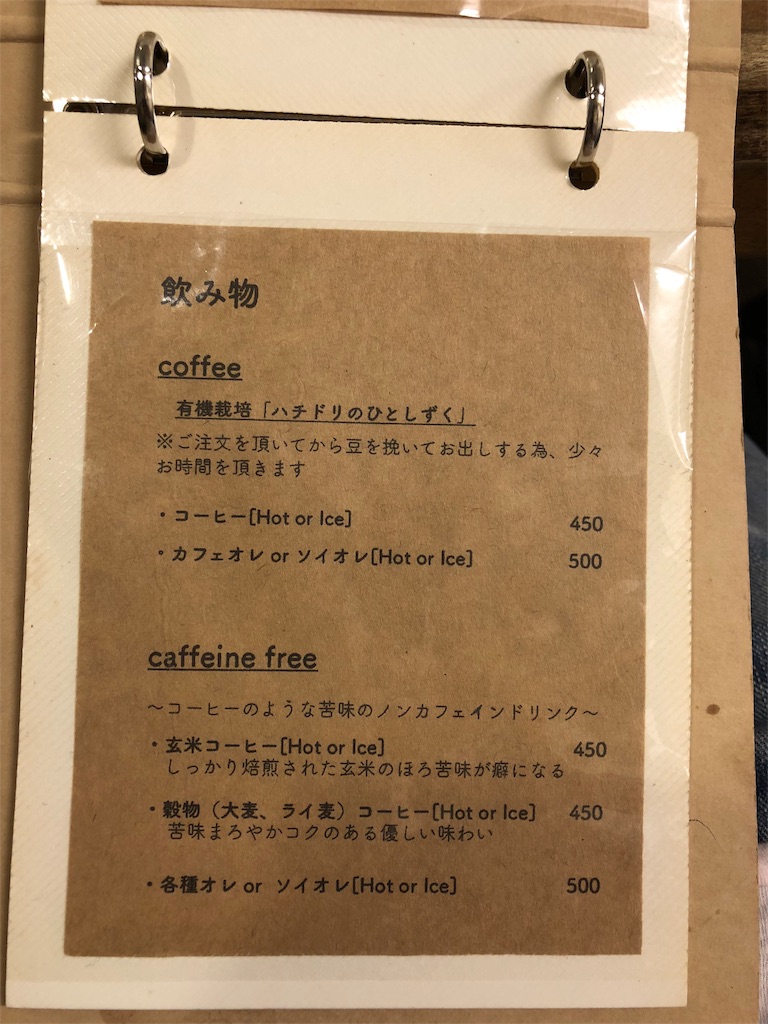 飲み物
coffee
有機栽培「ハチドリのひとしずく」
※ご注文を頂いてから豆を挽いてお出しする為、少々
お時間を頂きます
・コーヒー[Hot or Ice] 450
・カフェオレ or ソイオレ[Hot or Ice] 500
caffeine free
〜コーヒーのような苦味のノンカフェインドリンク〜
・玄米コーヒー[Hot or Ice] 450
しっかり焙煎された玄米のほろ苦味が癖になる
・穀物（大麦、ライ麦）コーヒー[Hot or Ice] 450
苦味まろやかコクのある優しい味わい
・各種オレ or ソイオレ[Hot or Ice] 500